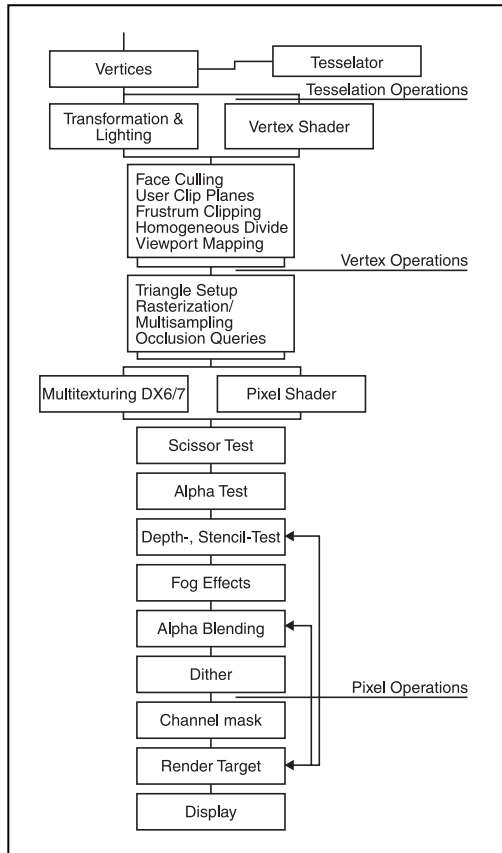 Vertices
Tesselator
Tesselation Operations
Transformation &
Lighting
Vertex Shader
Face Culling
User Clip Planes
Frustrum Clipping
Homogeneous Divide
Viewport Mapping
Vertex Operations
Triangle Setup
Rasterization/
Multisampling
Occlusion Queries
Multitexturing DX6/7
Pixel Shader
Scissor Test
Alpha Test
Depth-, Stencil-Test
Fog Effects
Alpha Blending
Dither
Pixel Operations
Channel mask
Render Target
Display